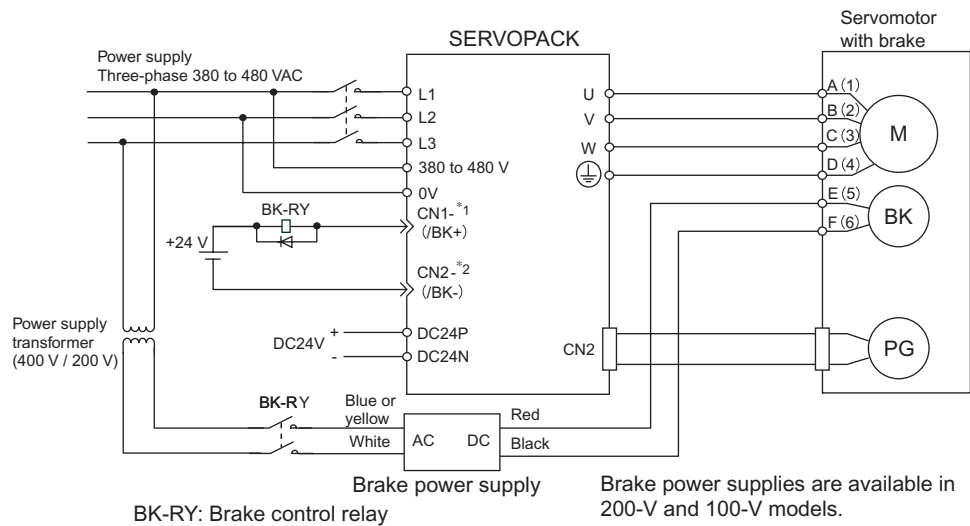 SERVOPACK
Servomotor
with brake
Power supply
Three-phase 380 to 480 VAC
L1
L2
L3
380 to 480 V
0V
U
V
W
A (1)
B (2)
C (3)
D (4)
M
E (5)
F (6)
BK
BK-RY
+24 V
CN1-*1
(/BK+)
CN2-*2
(/BK-)
Power supply
transformer
(400 V / 200 V)
DC24V
+
-
DC24P
DC24N
CN2
PG
BK-RY
Blue or
yellow
White
AC
DC
Red
Black
Brake power supply
Brake power supplies are available in
200-V and 100-V models.
BK-RY: Brake control relay